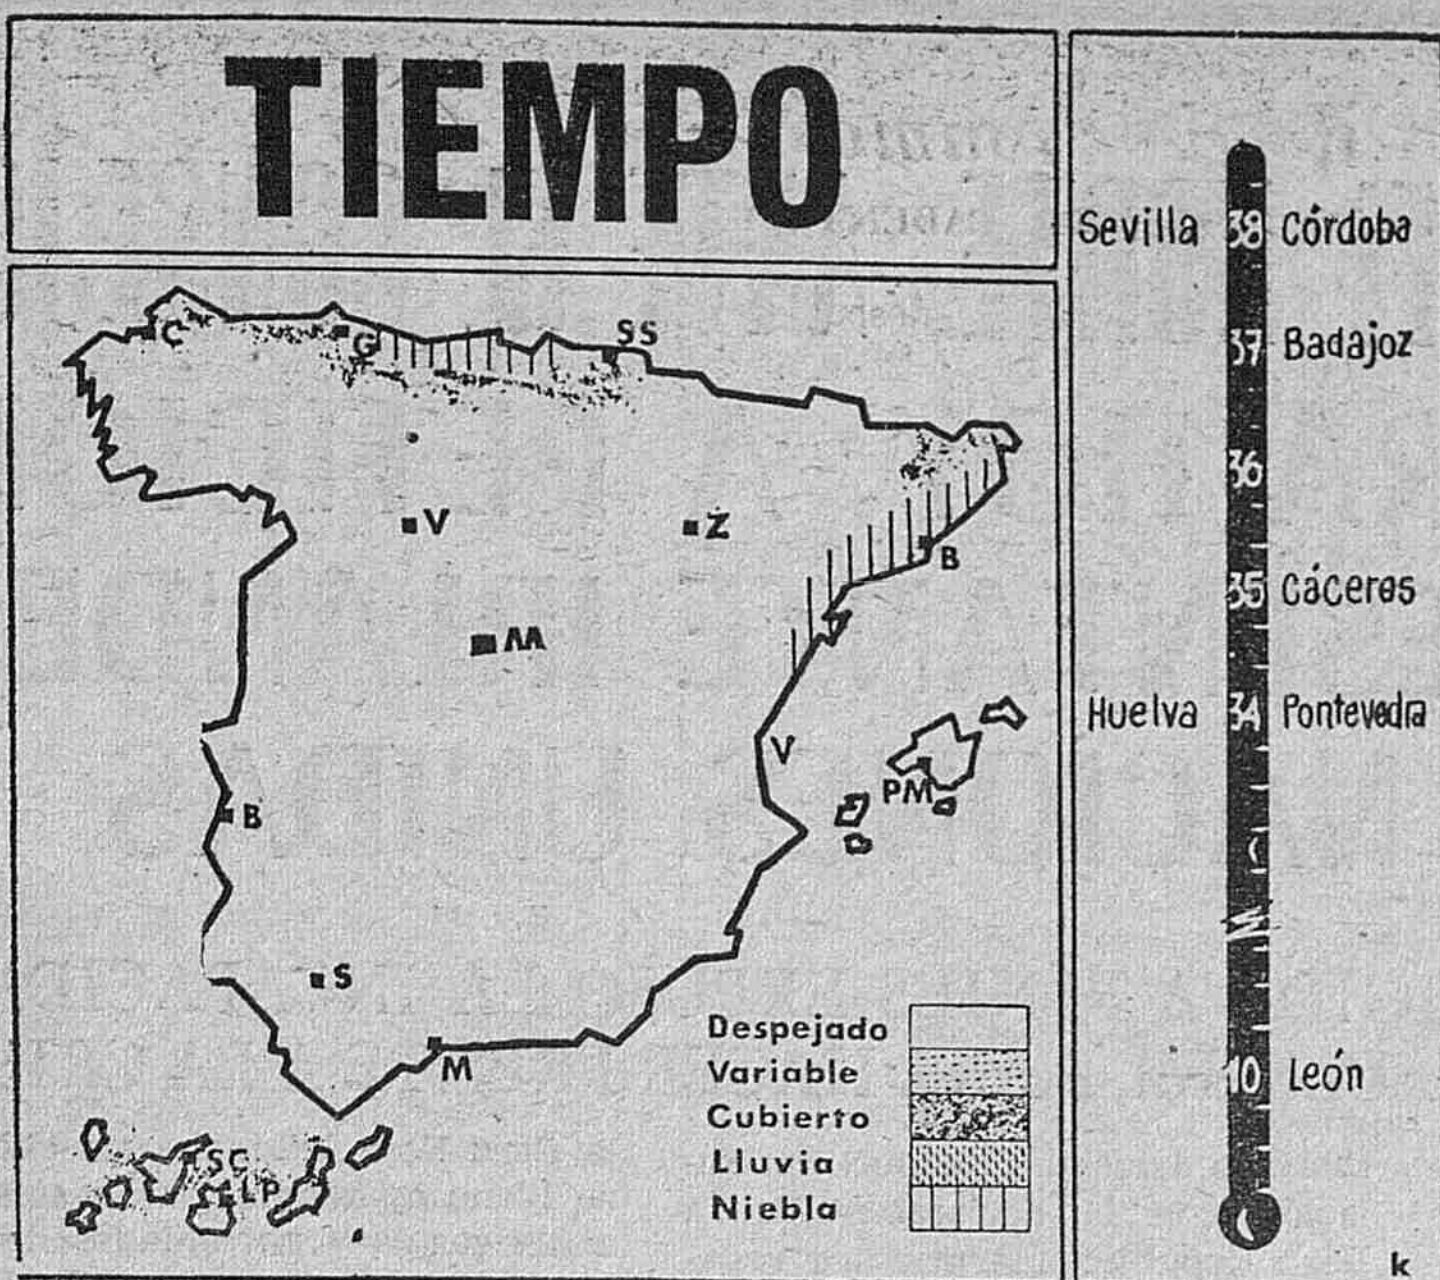 TIEMPO
C
G
SS
V
Z
B
M
V
PM
B
S
M
SC
LP
Despejado
Variable
Cubierto
Lluvia
Niebla
Sevilla 38 Córdoba
37 Badajoz
36
35 Cáceres
Huelva 34 Pontevedra
10 León
k